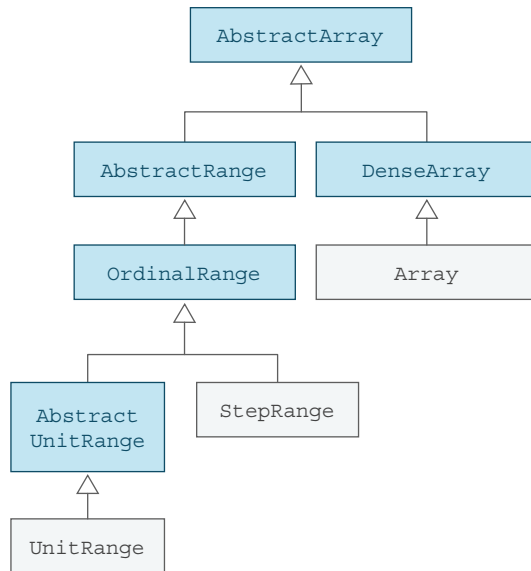 AbstractArray
AbstractRange
DenseArray
OrdinalRange
Array
Abstract
UnitRange
StepRange
UnitRange